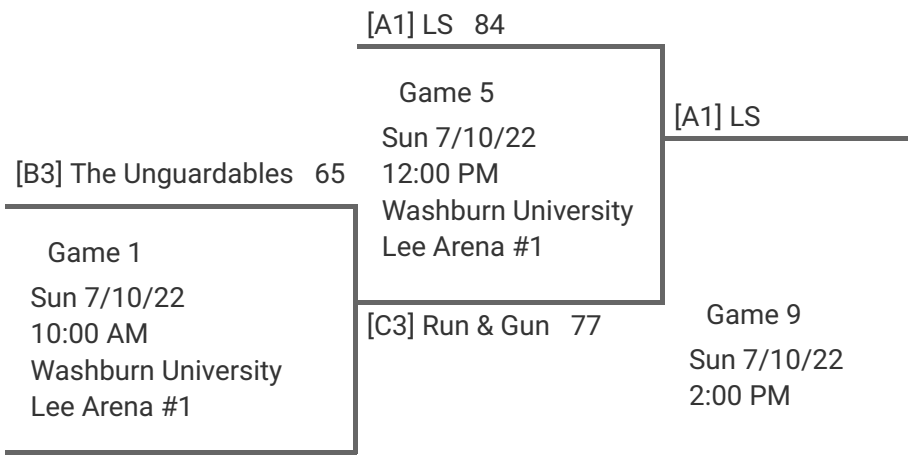 [A1] LS 84
Game 5
Sun 7/10/22
12:00 PM
Washburn University
Lee Arena #1
[A1] LS
[B3] The Unguardables 65
Game 1
Sun 7/10/22
10:00 AM
Washburn University
Lee Arena #1
[C3] Run & Gun 77
Game 9
Sun 7/10/22
2:00 PM